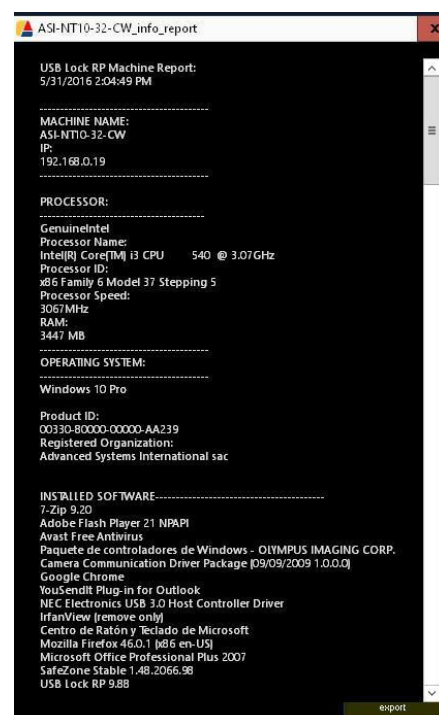 ASI-NT10-32-CW_info_report
x
USB Lock RP Machine Report:
5/31/2016 2:04:49 PM
----------------------------------------
MACHINE NAME:
ASI-NT10-32-CW
IP:
192.168.0.19
----------------------------------------
PROCESSOR:
----------------------------------------
GenuineIntel
Processor Name:
Intel(R) Core(TM) i3 CPU       540  @ 3.07GHz
Processor ID:
x86 Family 6 Model 37 Stepping 5
Processor Speed:
3067MHz
RAM:
3447 MB
----------------------------------------
OPERATING SYSTEM:
----------------------------------------
Windows 10 Pro
Product ID:
00330-80000-00000-AA239
Registered Organization:
Advanced Systems International sac
INSTALLED SOFTWARE----------------------------------------
7-Zip 9.20
Adobe Flash Player 21 NPAPI
Avast Free Antivirus
Paquete de controladores de Windows - OLYMPUS IMAGING CORP.
Camera Communication Driver Package (09/09/2009 1.0.0.0)
Google Chrome
YouSendIt Plug-in for Outlook
NEC Electronics USB 3.0 Host Controller Driver
IrfanView (remove only)
Centro de Ratón y Teclado de Microsoft
Mozilla Firefox 46.0.1 (x86 en-US)
Microsoft Office Professional Plus 2007
SafeZone Stable 1.48.2066.98
USB Lock RP 9.88
export